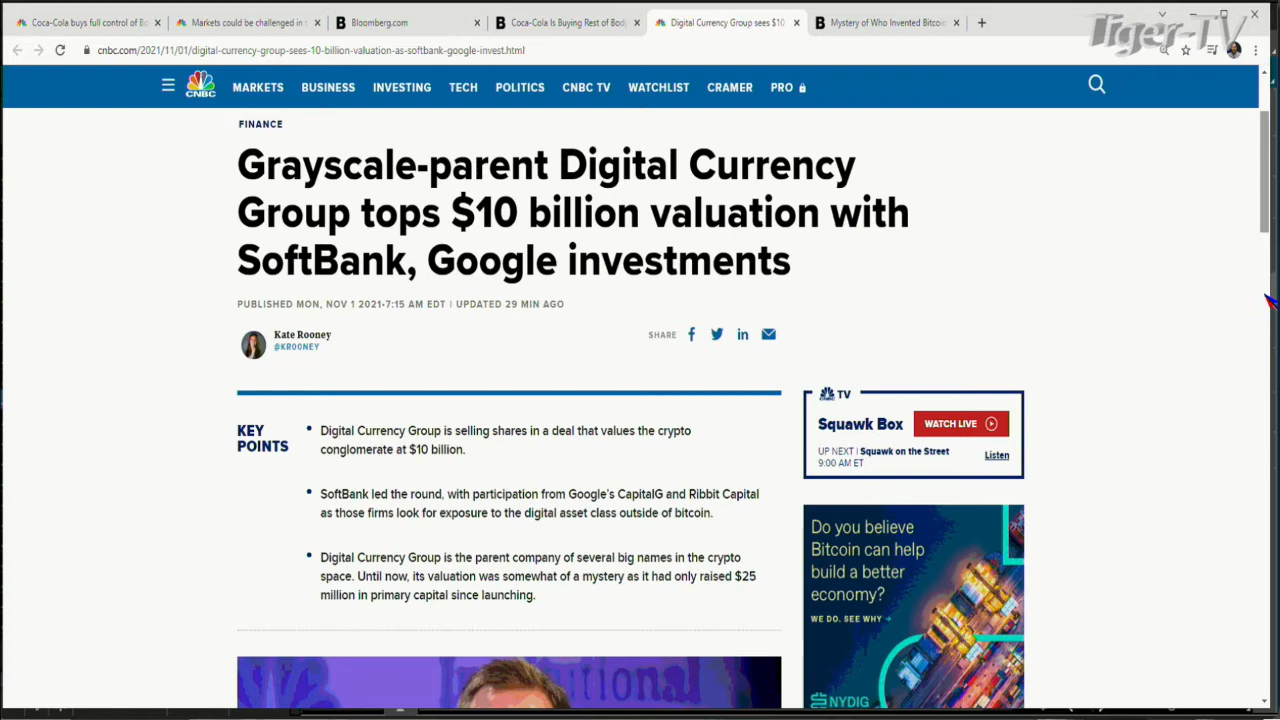 Coca-Cola buys full control of Bo
Markets could be challenged in t
Bloomberg.com
Coca-Cola Is Buying Rest of Body
Digital Currency Group sees $10
Mystery of Who Invented Bitcoin
Tiger-TV
cnbc.com/2021/11/01/digital-currency-group-sees-10-billion-valuation-as-softbank-google-invest.html
CNBC
MARKETS BUSINESS INVESTING TECH POLITICS CNBC TV WATCHLIST CRAMER PRO
FINANCE
Grayscale-parent Digital Currency
Group tops $10 billion valuation with
SoftBank, Google investments
PUBLISHED MON, NOV 1 2021•7:15 AM EDT | UPDATED 29 MIN AGO
Kate Rooney
@KROONEY
SHARE
KEY
POINTS
Digital Currency Group is selling shares in a deal that values the crypto
conglomerate at $10 billion.
SoftBank led the round, with participation from Google's CapitalG and Ribbit Capital
as those firms look for exposure to the digital asset class outside of bitcoin.
Digital Currency Group is the parent company of several big names in the crypto
space. Until now, its valuation was somewhat of a mystery as it had only raised $25
million in primary capital since launching.
CNBC TV
Squawk Box
WATCH LIVE
UP NEXT | Squawk on the Street
9:00 AM ET
Listen
Do you believe
Bitcoin can help
build a better
economy?
WE DO. SEE WHY
NYDIG